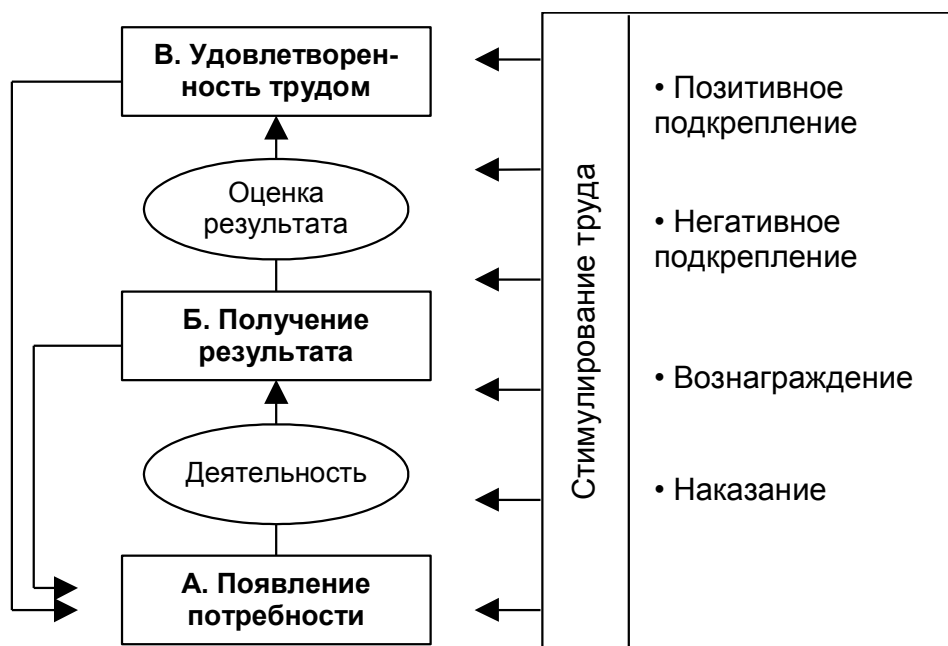 В. Удовлетворен-
ность трудом
Оценка
результата
Б. Получение
результата
Деятельность
А. Появление
потребности
Стимулирование труда
• Позитивное
подкрепление
• Негативное
подкрепление
• Вознаграждение
• Наказание